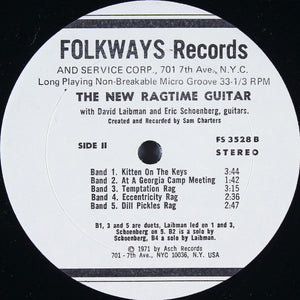 FOLKWAYS Records
AND SERVICE CORP., 701 7th Ave., N.Y.C.
Long Playing Non-Breakable Micro Groove 33-1/3 RPM
THE NEW RAGTIME GUITAR
with David Laibman and Eric Schoenberg, guitars.
Created and Recorded by Sam Charters
SIDE II
FS 3528 B
STEREO
Band 1. Kitten On The Keys 3:44
Band 2. At A Georgia Camp Meeting 1:52
Band 3. Temptation Rag 3:15
Band 4. Eccentricity Rag 2:52
Band 5. Dill Pickles Rag 2:47
B1, 3 and 5 are duets, Laibman led on 1 and 3,
Schoenberg on 5. B2 is a solo by
Schoenberg, B4 a solo by Laibman.
© 1971 by Asch Records
701 - 7th Ave., NYC 10036, N.Y. USA